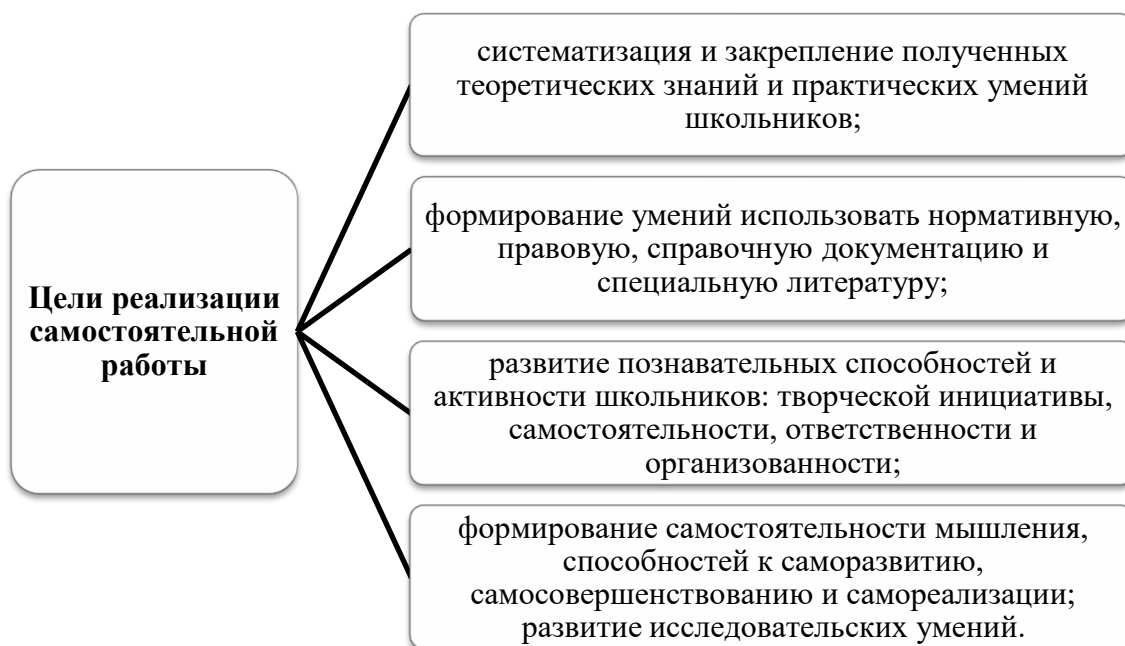 систематизация и закрепление полученных
теоретических знаний и практических умений
школьников;
формирование умений использовать нормативную,
правовую, справочную документацию и
специальную литературу;
Цели реализации
самостоятельной
работы
развитие познавательных способностей и
активности школьников: творческой инициативы,
самостоятельности, ответственности и
организованности;
формирование самостоятельности мышления,
способностей к саморазвитию,
самосовершенствованию и самореализации;
развитие исследовательских умений.